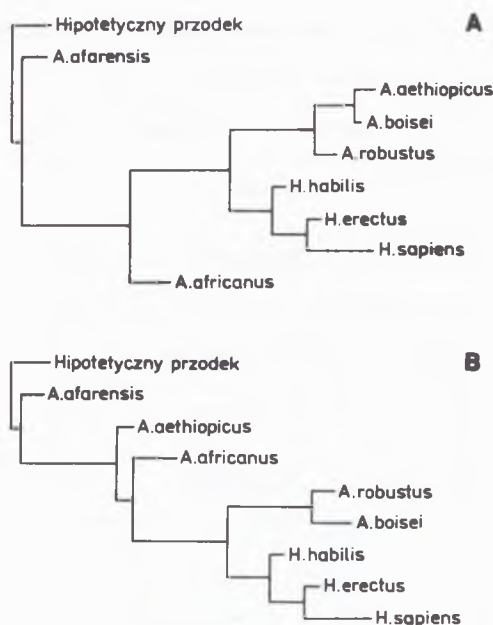 Hipotetyczny przodek
A
A.afarensis
A.aethiopicus
A.boisei
A.robustus
H.habilis
H.erectus
H.sapiens
A.africanus
Hipotetyczny przodek
B
A.afarensis
A.aethiopicus
A.africanus
A.robustus
A.boisei
H.habilis
H.erectus
H.sapiens